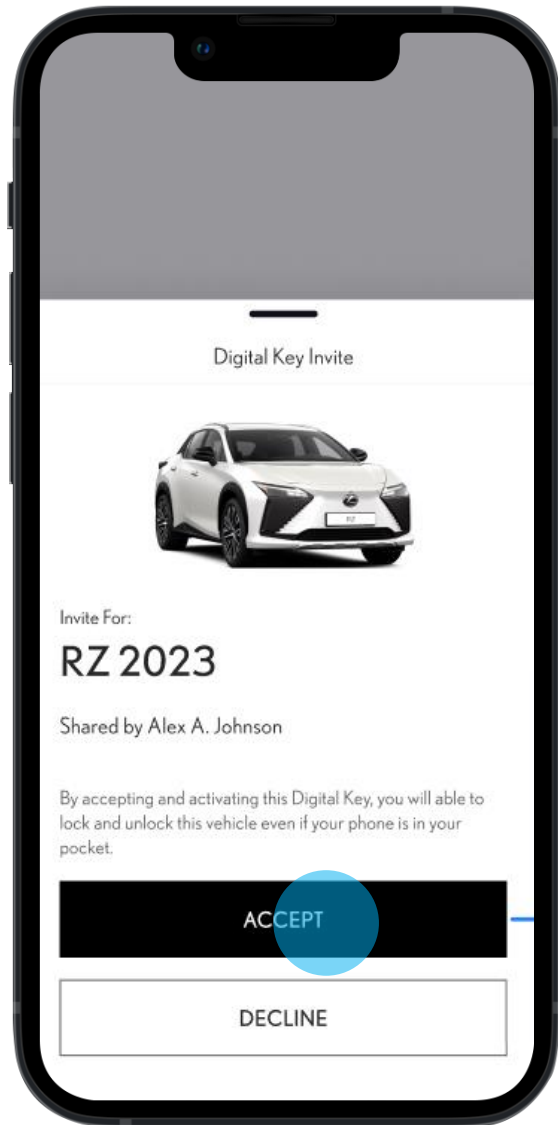 Digital Key Invite
RZ
Invite For:
RZ 2023
Shared by Alex A. Johnson
By accepting and activating this Digital Key, you will able to
lock and unlock this vehicle even if your phone is in your
pocket.
ACCEPT
DECLINE